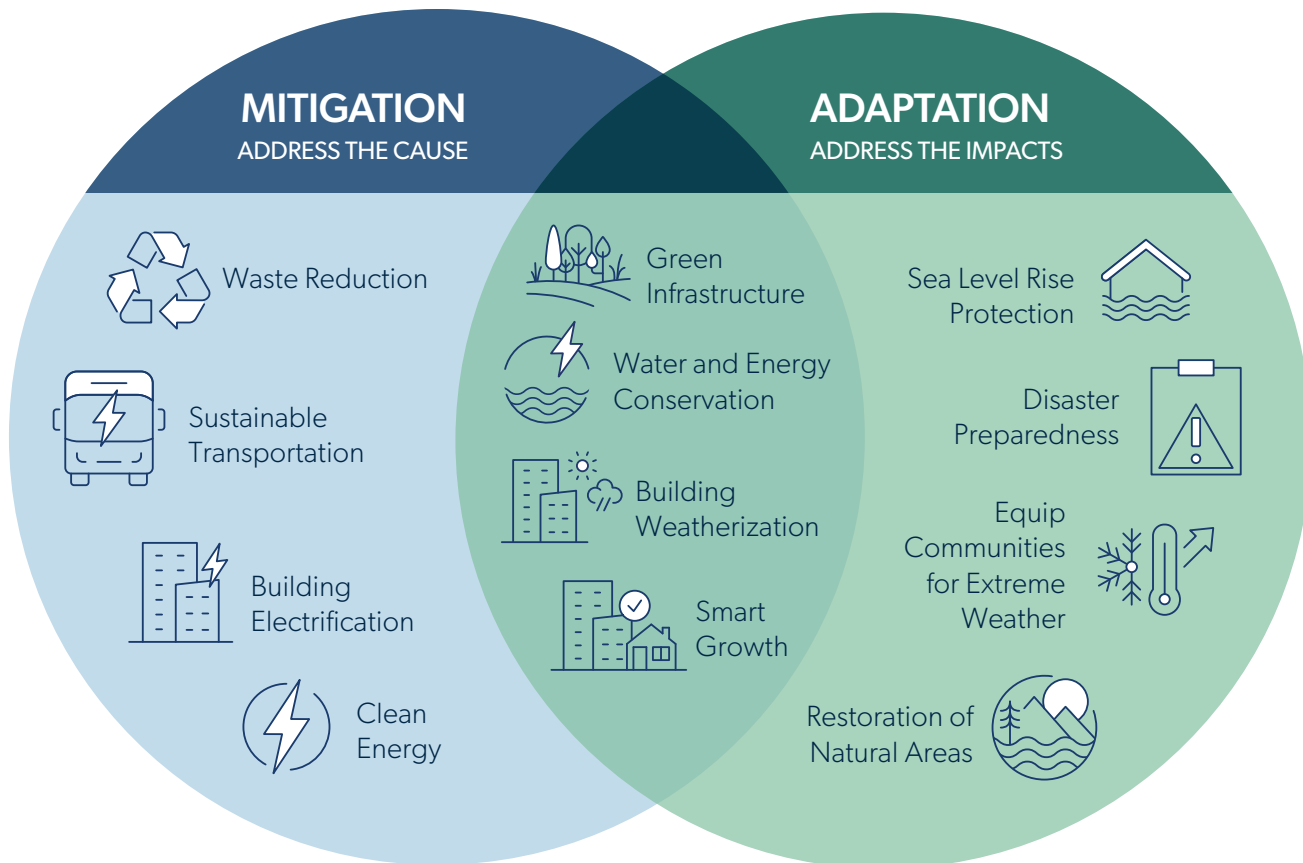 MITIGATION
ADDRESS THE CAUSE
Waste Reduction
Sustainable
Transportation
Building
Electrification
Clean
Energy
Green
Infrastructure
Water and Energy
Conservation
Building
Weatherization
Smart
Growth
ADAPTATION
ADDRESS THE IMPACTS
Sea Level Rise
Protection
Disaster
Preparedness
Equip
Communities
for Extreme
Weather
Restoration of
Natural Areas